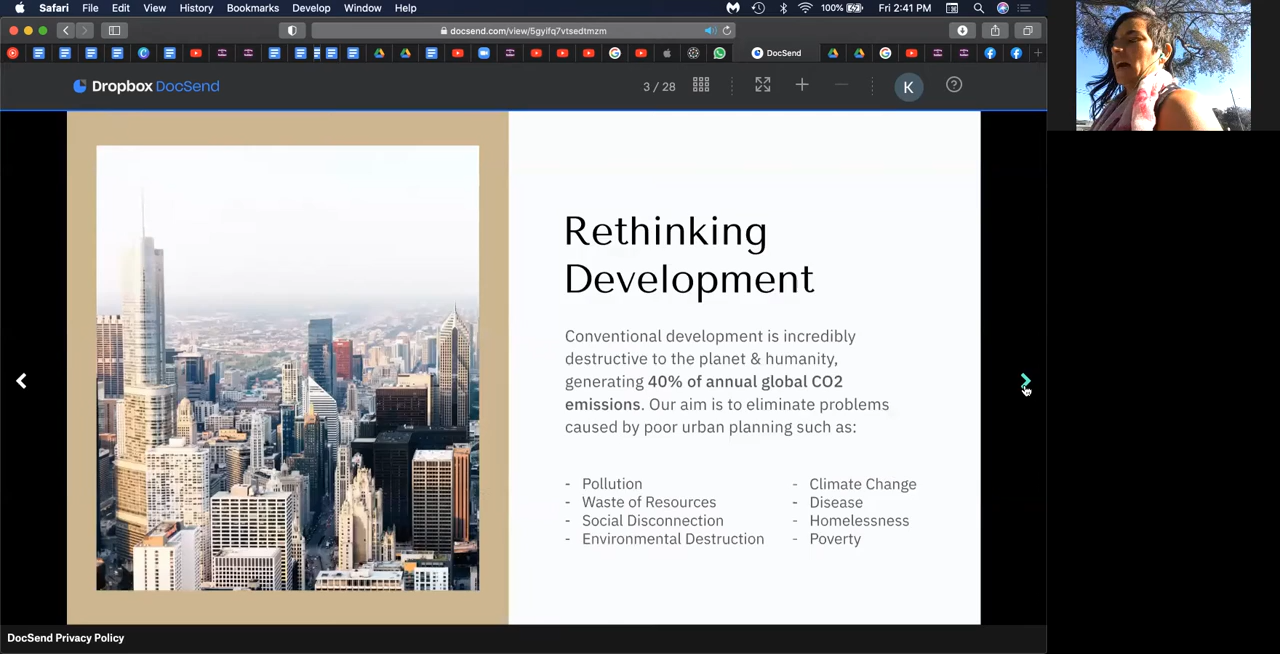 Safari File Edit View History Bookmarks Develop Window Help 100% Fri 2:41 PM
docsend.com/view/5gyifq7vtsedtmzm
DocSend
Dropbox DocSend 3 / 28 K ?
Rethinking
Development
Conventional development is incredibly
destructive to the planet & humanity,
generating 40% of annual global CO2
emissions. Our aim is to eliminate problems
caused by poor urban planning such as:
- Pollution
- Waste of Resources
- Social Disconnection
- Environmental Destruction
- Climate Change
- Disease
- Homelessness
- Poverty
DocSend Privacy Policy